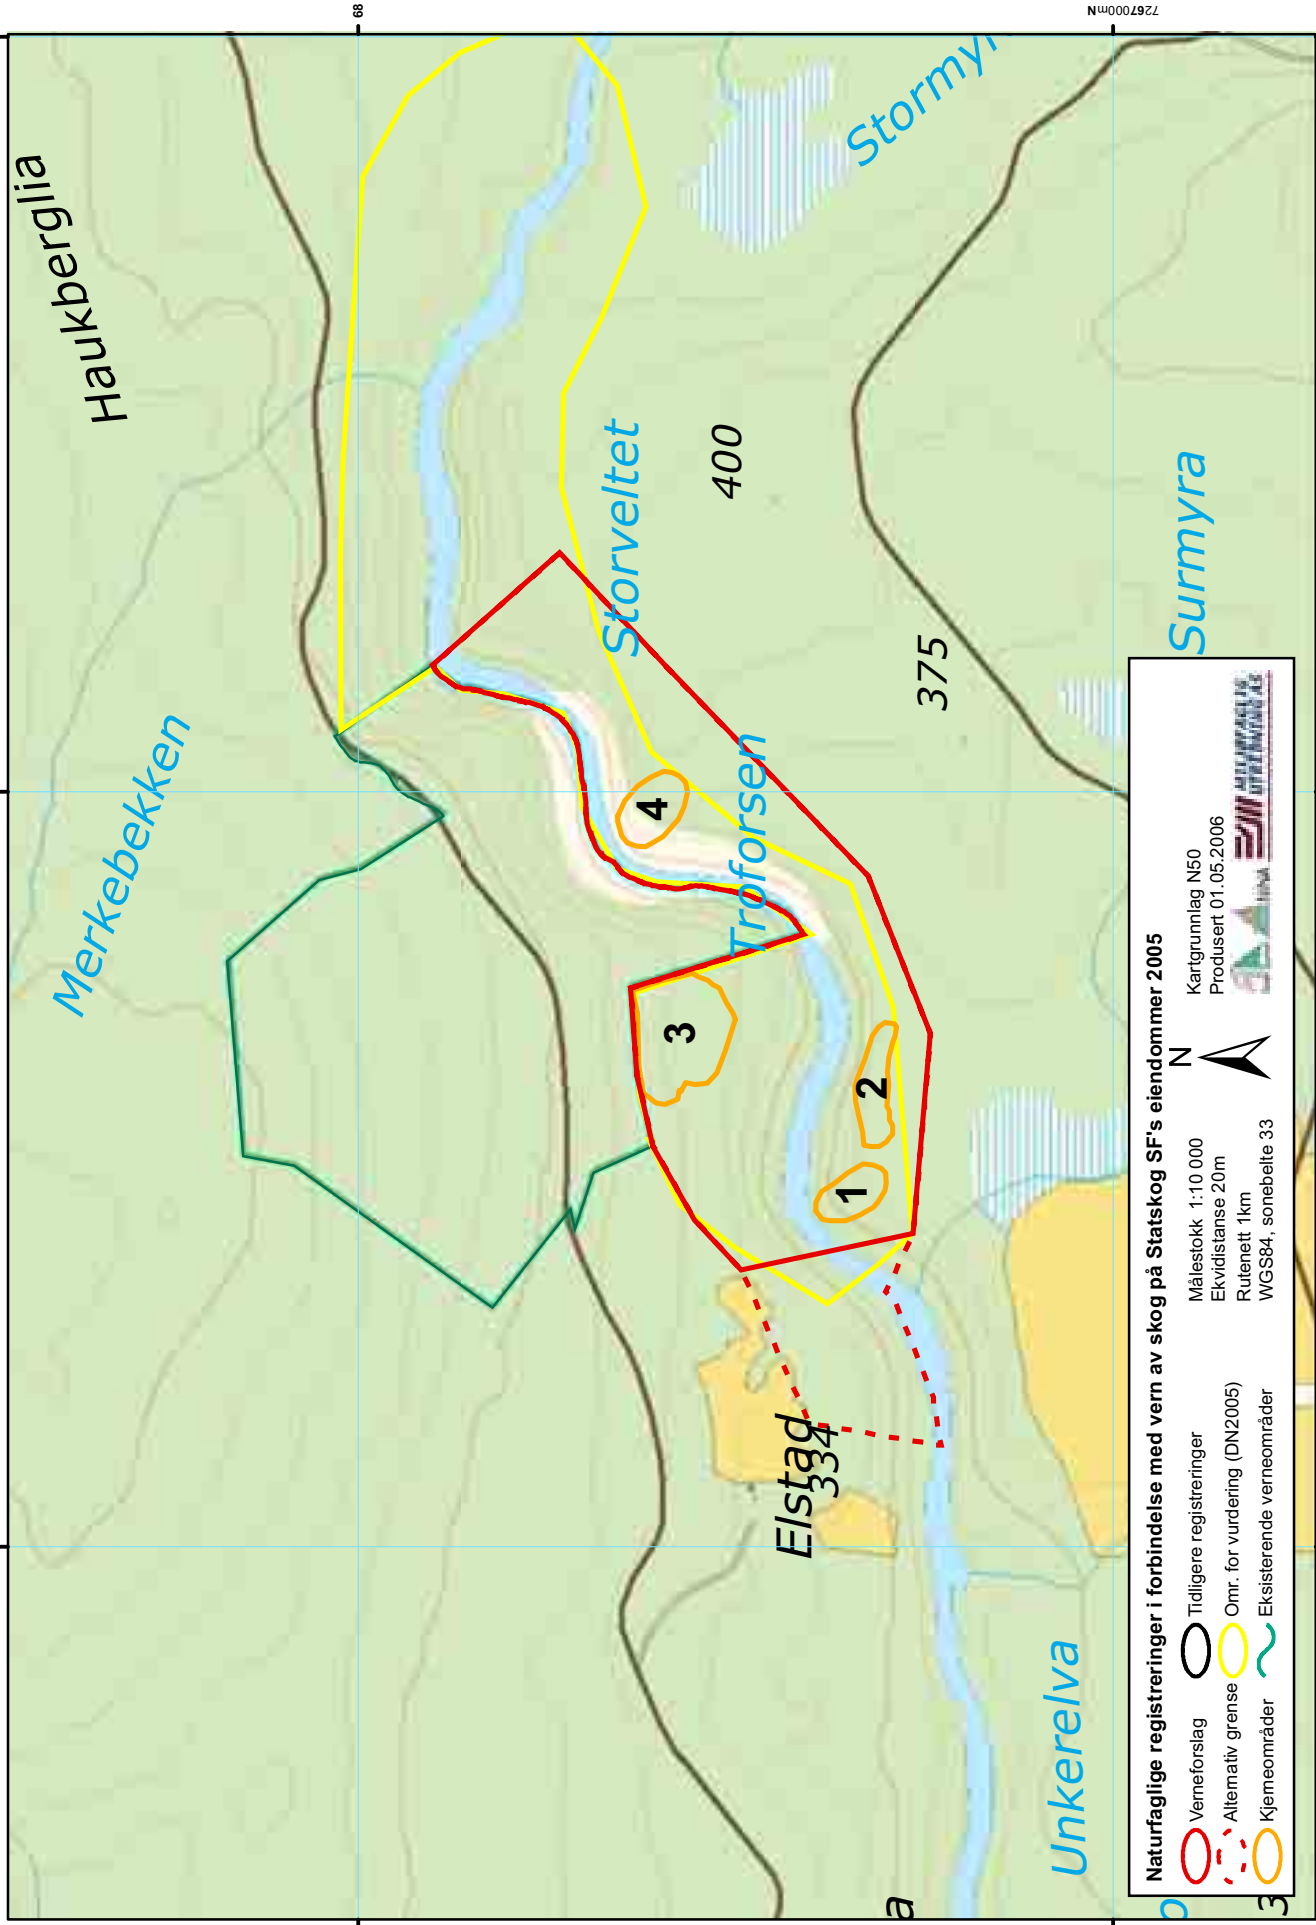 68
7267000mN
Haukberglia
Stormyr
Merkebekken
Storveltet
400
Surmyra
375
Troforsen
4
3
2
1
Elstad
334
Unkerelva
a
Naturfaglige registreringer i forbindelse med vern av skog på Statskog SF's eiendommer 2005
Verneforslag
Alternativ grense
Kjerneområder
Tidligere registreringer
Omr. for vurdering (DN2005)
Eksisterende verneområder
Målestokk 1:10 000
Ekvidistanse 20m
Rutenett 1km
WGS84, sonebelte 33
N
Kartgrunnlag N50
Produsert 01.05.2006
NINA
3